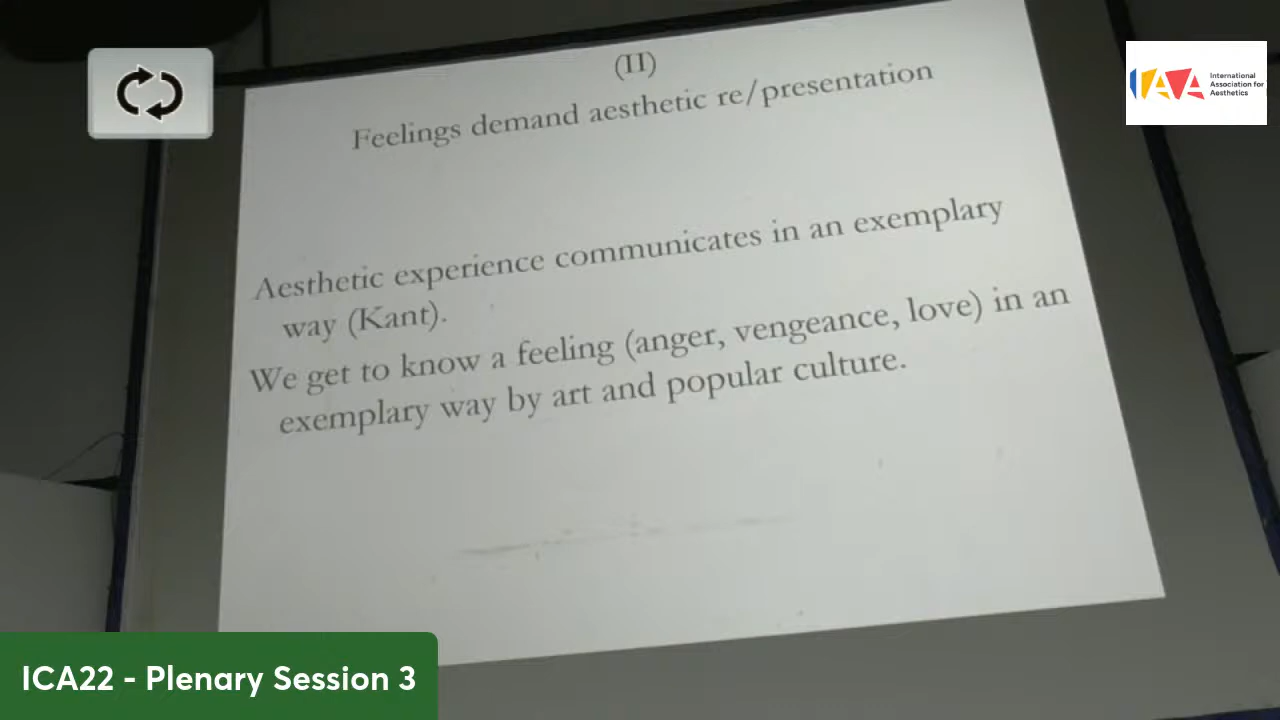 (II)
Feelings demand aesthetic re/presentation
Aesthetic experience communicates in an exemplary
way (Kant).
We get to know a feeling (anger, vengeance, love) in an
exemplary way by art and popular culture.
International
Association for
Aesthetics
ICA22 - Plenary Session 3